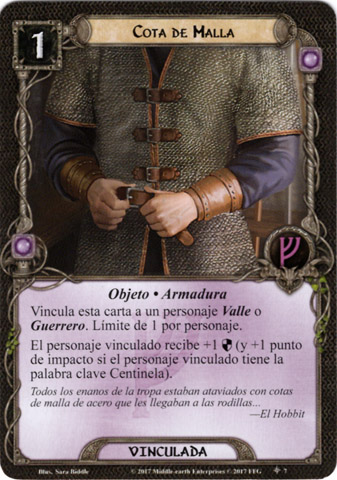 1
COTA DE MALLA
Objeto • Armadura
Vincula esta carta a un personaje Valle o
Guerrero. Límite de 1 por personaje.
El personaje vinculado recibe +1 (y +1 punto
de impacto si el personaje vinculado tiene la
palabra clave Centinela).
Todos los enanos de la tropa estaban ataviados con cotas
de malla de acero que les llegaban a las rodillas...
—El Hobbit
VINCULADA
Illus. Sara Biddle © 2017 Middle-earth Enterprises © 2017 FFG 7